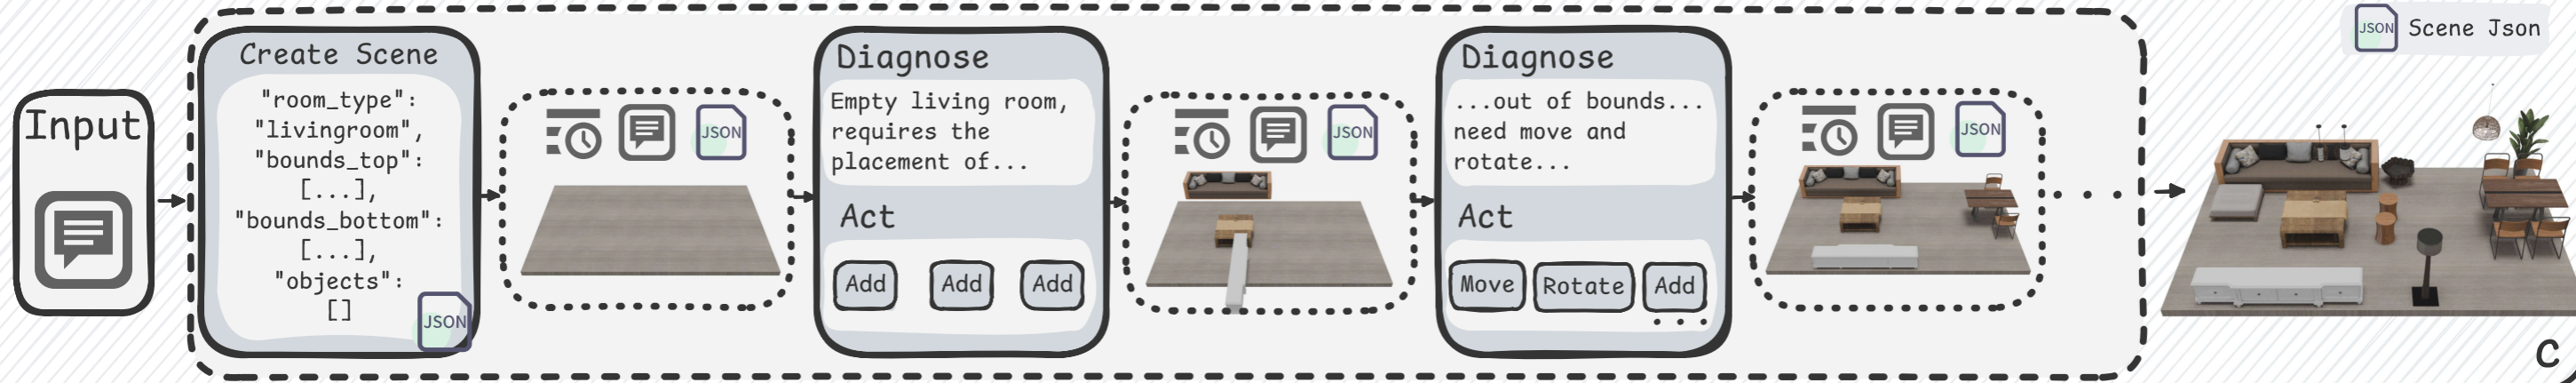 Input
Create Scene
"room_type":
"livingroom",
"bounds_top":
[...],
"bounds_bottom":
[...],
"objects":
[]
JSON
JSON
Diagnose
Empty living room,
requires the
placement of...
Act
Add Add Add
JSON
Diagnose
...out of bounds...
need move and
rotate...
Act
Move Rotate Add
...
JSON
...
JSON Scene Json
C